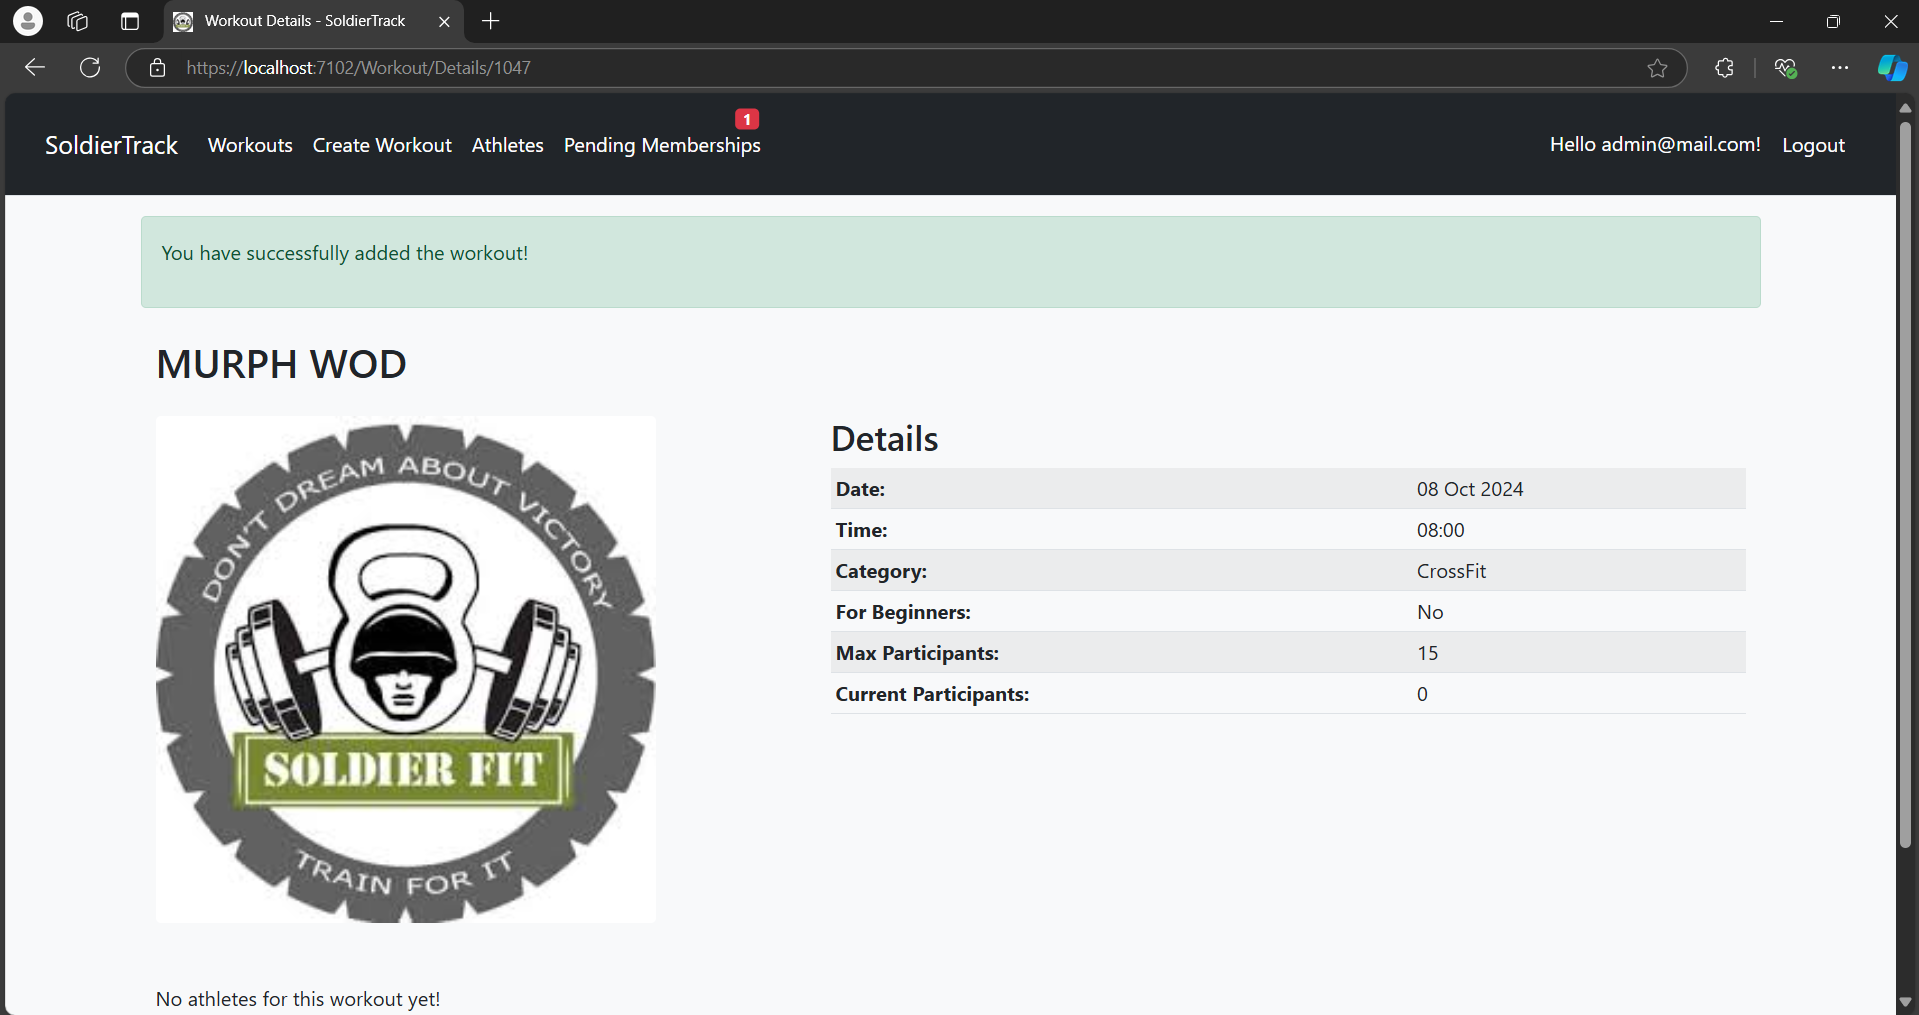 Workout Details - SoldierTrack
https://localhost:7102/Workout/Details/1047
SoldierTrack Workouts Create Workout Athletes Pending Memberships 1 Hello admin@mail.com! Logout
You have successfully added the workout!
MURPH WOD
DON'T DREAM ABOUT VICTORY
SOLDIER FIT
TRAIN FOR IT
Details
Date: 08 Oct 2024
Time: 08:00
Category: CrossFit
For Beginners: No
Max Participants: 15
Current Participants: 0
No athletes for this workout yet!